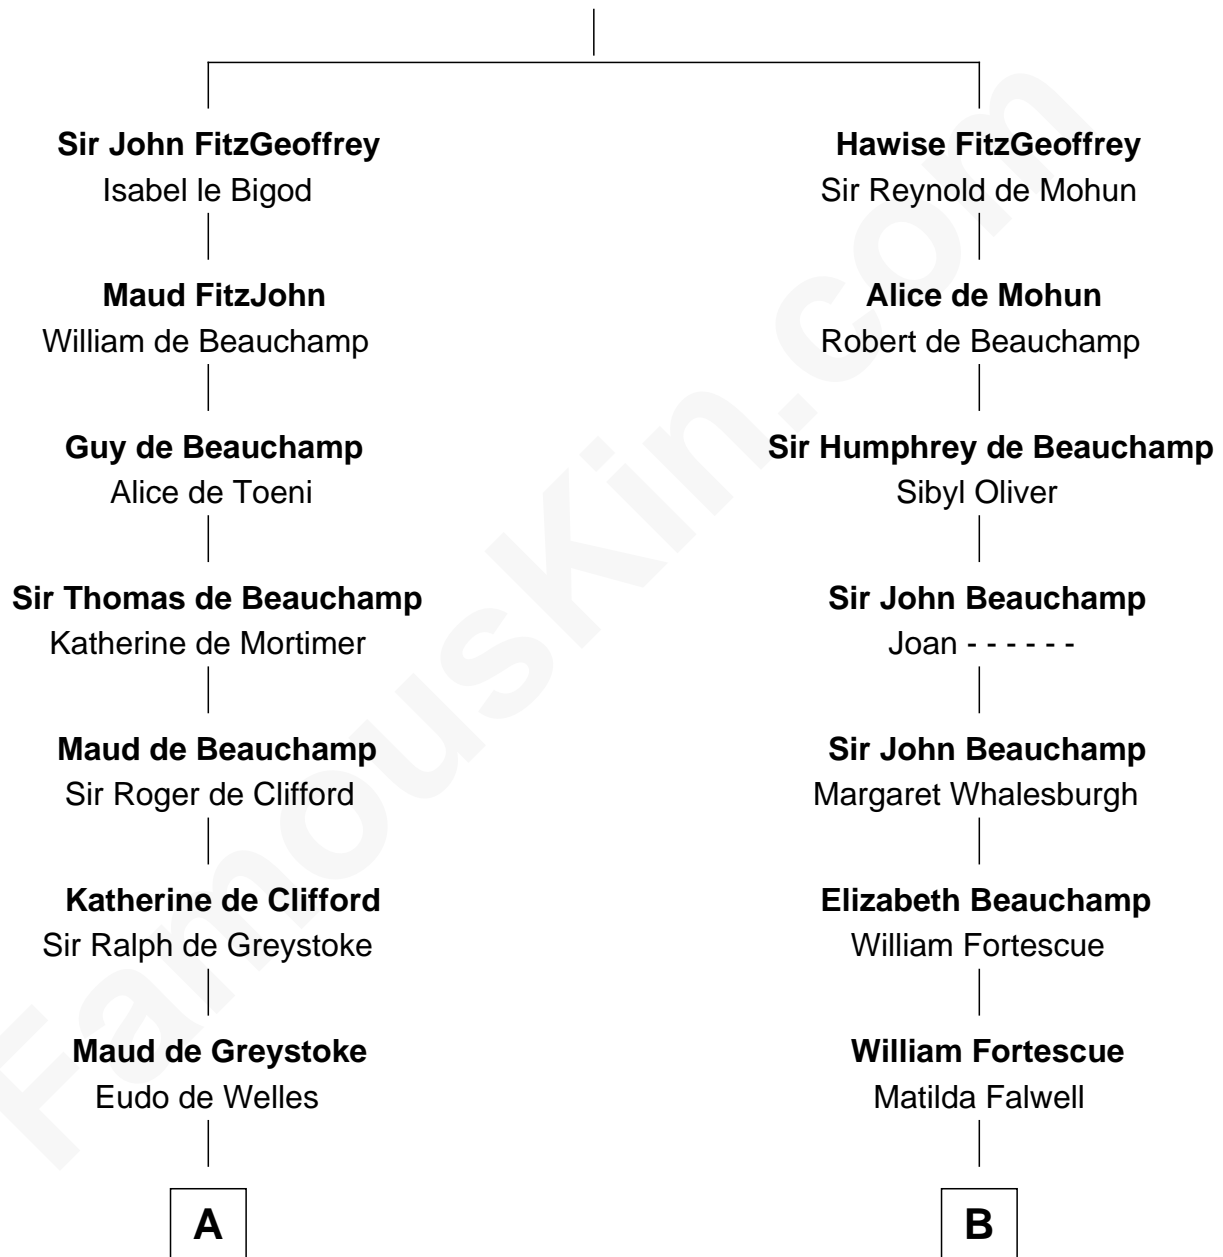 Sir John FitzGeoffrey
Isabel le Bigod
Maud FitzJohn
William de Beauchamp
Guy de Beauchamp
Alice de Toeni
Sir Thomas de Beauchamp
Katherine de Mortimer
Maud de Beauchamp
Sir Roger de Clifford
Katherine de Clifford
Sir Ralph de Greystoke
Maud de Greystoke
Eudo de Welles
A
Hawise FitzGeoffrey
Sir Reynold de Mohun
Alice de Mohun
Robert de Beauchamp
Sir Humphrey de Beauchamp
Sibyl Oliver
Sir John Beauchamp
Joan - - - - - -
Sir John Beauchamp
Margaret Whalesburgh
Elizabeth Beauchamp
William Fortescue
William Fortescue
Matilda Falwell
B
FamousKin.com